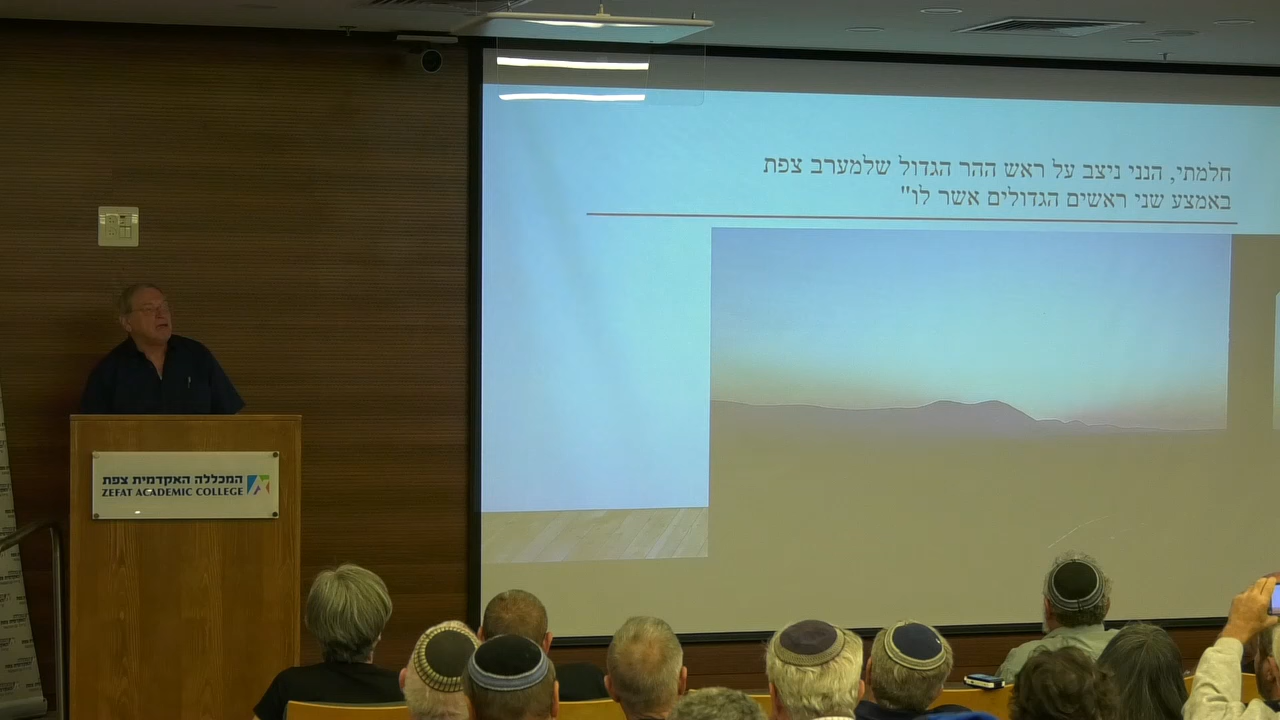 חלמתי, הנני ניצב על ראש ההר הגדול שלמערב צפת
באמצע שני ראשים הגדולים אשר לו"
המכללה האקדמית צפת
ZEFAT ACADEMIC COLLEGE